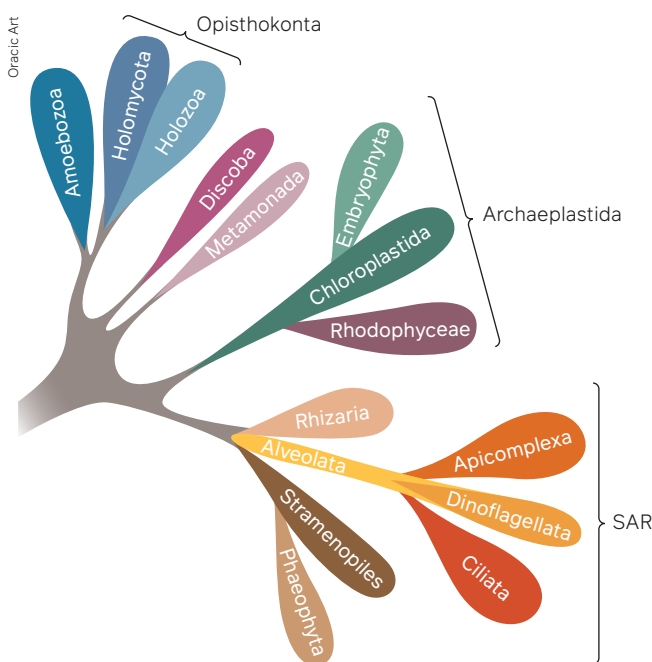 Oracic Art
Opisthokonta
Amoebozoa
Holomycota
Holozoa
Discoba
Metamonada
Embryophyta
Chloroplastida
Rhodophyceae
Archaeplastida
Rhizaria
Alveolata
Apicomplexa
Dinoflagellata
Ciliata
Stramenopiles
Phaeophyta
SAR